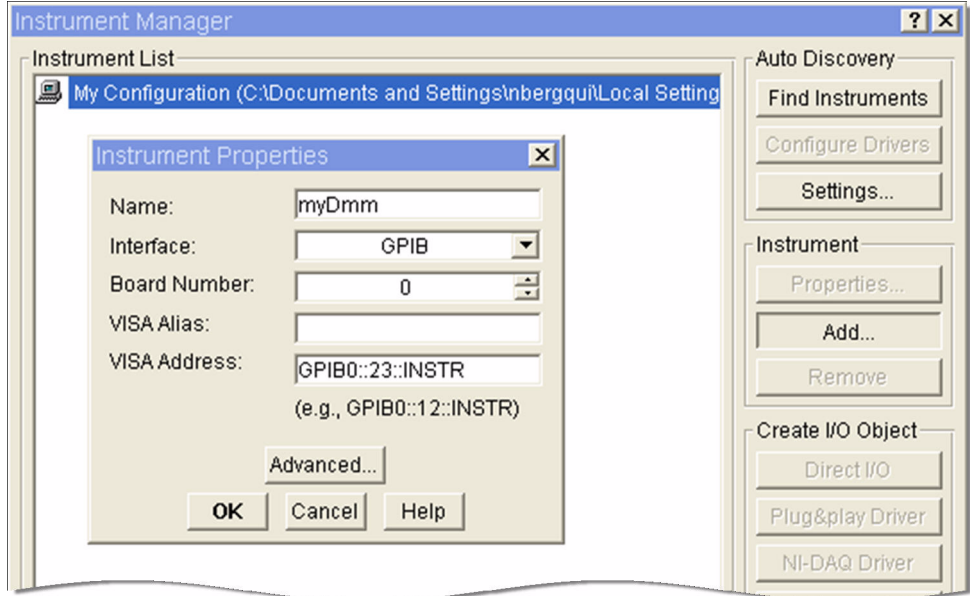 Instrument Manager
Instrument List
My Configuration (C:\Documents and Settings\nbergqui\Local Setting
Instrument Properties
Name:
myDmm
Interface:
GPIB
Board Number:
0
VISA Alias:
VISA Address:
GPIB0::23::INSTR
(e.g., GPIB0::12::INSTR)
Advanced...
OK
Cancel
Help
Auto Discovery
Find Instruments
Configure Drivers
Settings...
Instrument
Properties...
Add...
Remove
Create I/O Object
Direct I/O
Plug&play Driver
NI-DAQ Driver